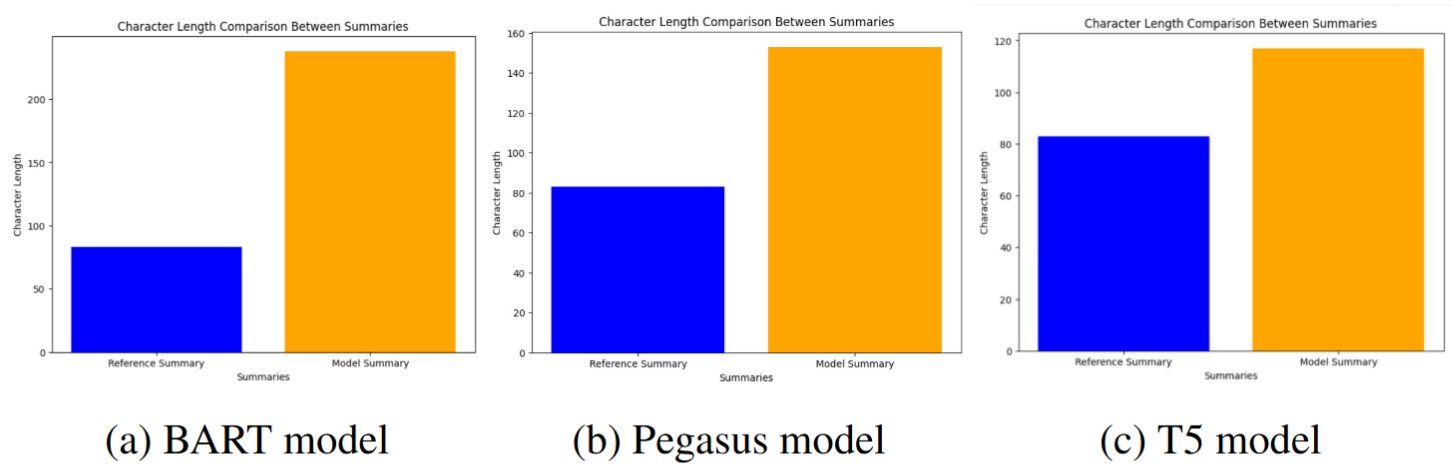 Character Length Comparison Between Summaries
Character Length
200
150
100
50
0
Reference Summary
Model Summary
Summaries
(a) BART model
Character Length Comparison Between Summaries
Character Length
160
140
120
100
80
60
40
20
0
Reference Summary
Model Summary
Summaries
(b) Pegasus model
Character Length Comparison Between Summaries
Character Length
120
100
80
60
40
20
0
Reference Summary
Model Summary
Summaries
(c) T5 model